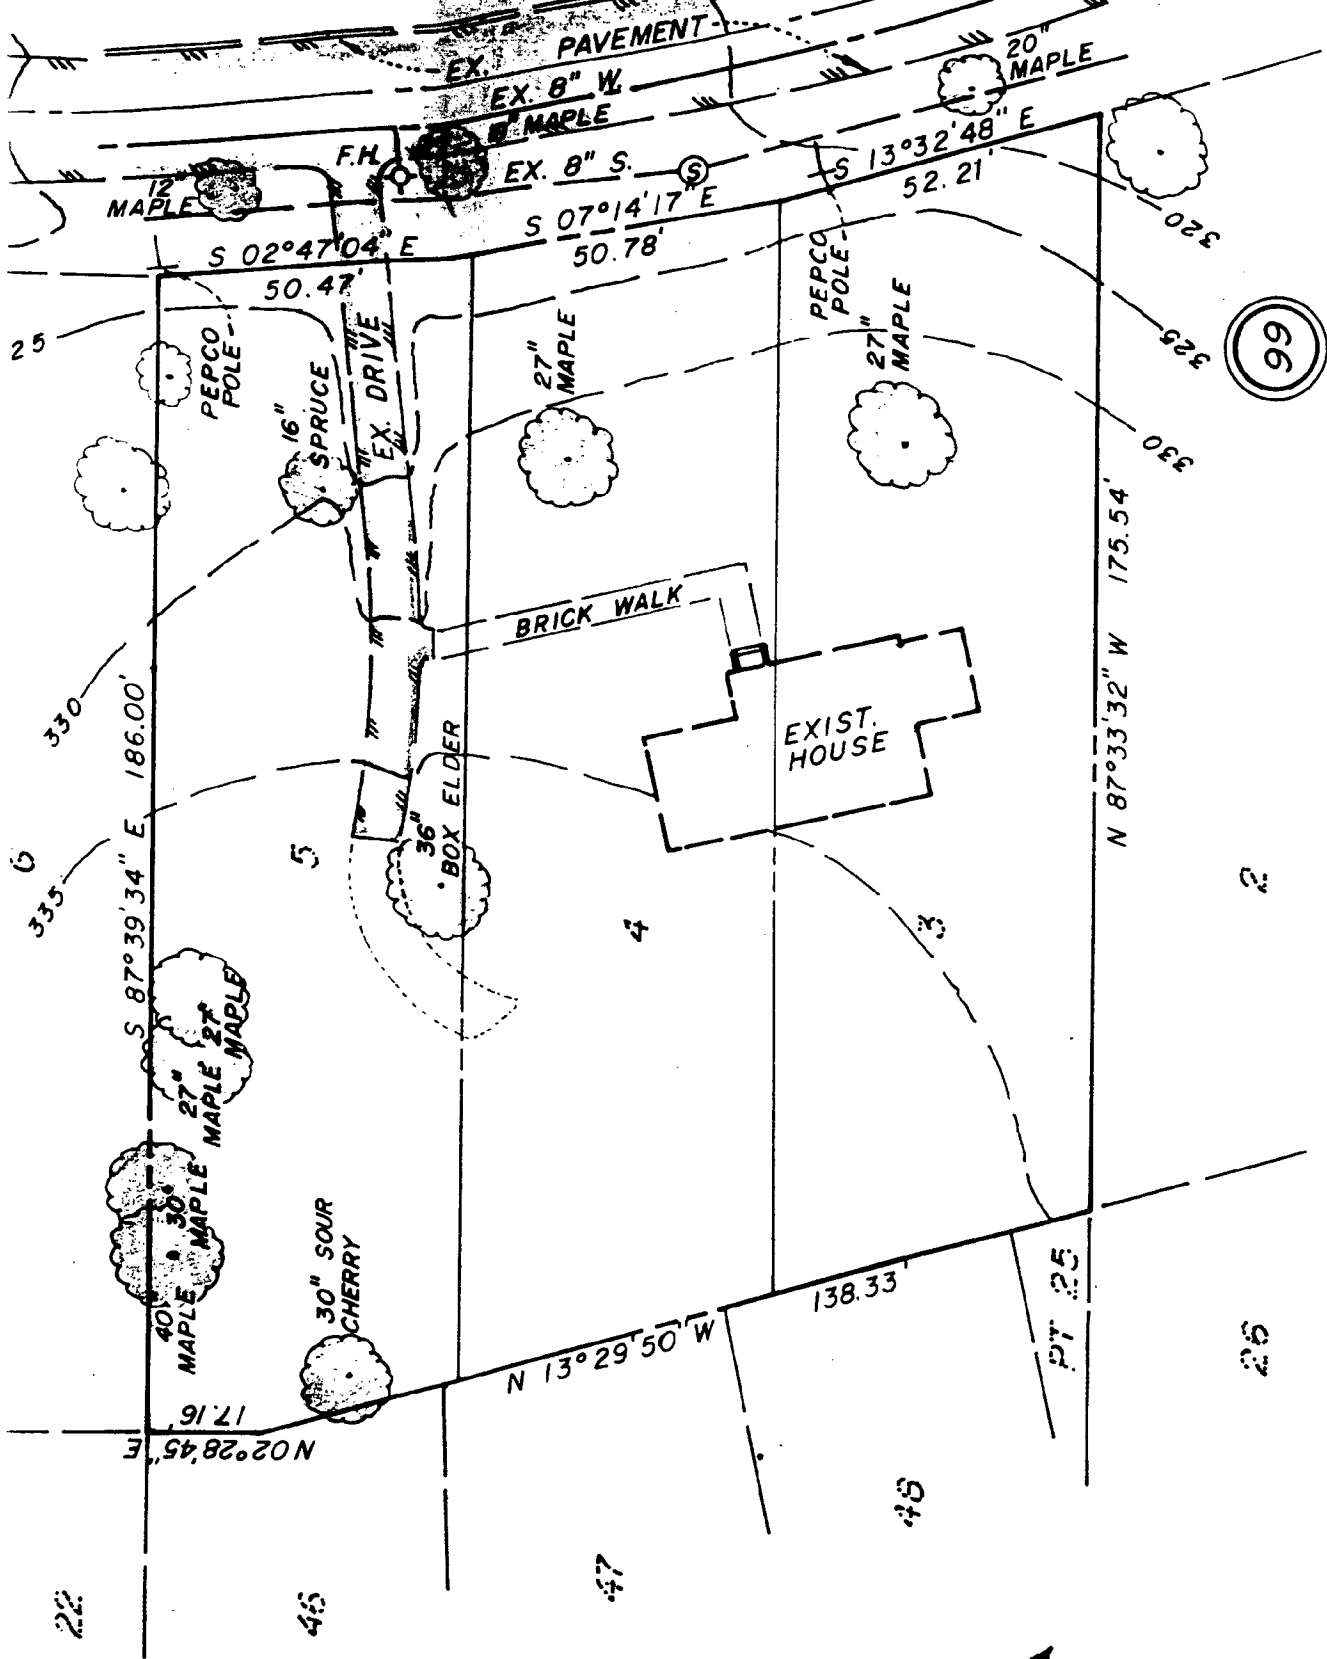 PAVEMENT
EX.
20"
MAPLE
EX. 8" W.
8" MAPLE
F.H.
EX. 8" S.
S
12"
MAPLE
S 13°32'48" E
52.21'
S 07°14'17" E
50.78'
S 02°47'04" E
50.47'
320
325
330
99
25
PEPCO
POLE
16"
SPRUCE
EX. DRIVE
27"
MAPLE
PEPCO
POLE
27"
MAPLE
BRICK WALK
EXIST.
HOUSE
N 87°33'32" W 175.54'
330
335
S 87°39'34" E 186.00'
36"
BOX ELDER
6
5
4
3
2
27"
MAPLE
27"
MAPLE
30"
MAPLE
40"
MAPLE
30" SOUR
CHERRY
17.16
N 02°28'45" E
N 13°29'50" W
138.33
PT 25
26
22
46
47
48